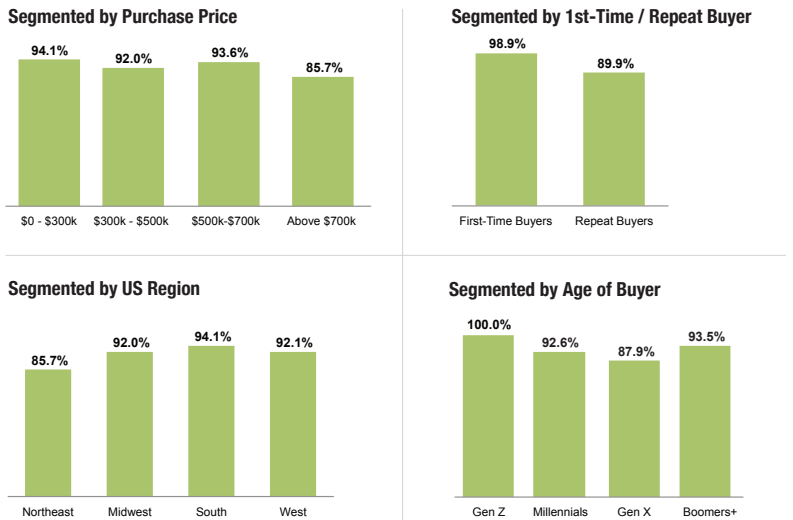 Segmented by Purchase Price
94.1%
92.0%
93.6%
85.7%
$0 - $300k
$300k - $500k
$500k-$700k
Above $700k
Segmented by 1st-Time / Repeat Buyer
98.9%
89.9%
First-Time Buyers
Repeat Buyers
Segmented by US Region
85.7%
92.0%
94.1%
92.1%
Northeast
Midwest
South
West
Segmented by Age of Buyer
100.0%
92.6%
87.9%
93.5%
Gen Z
Millennials
Gen X
Boomers+